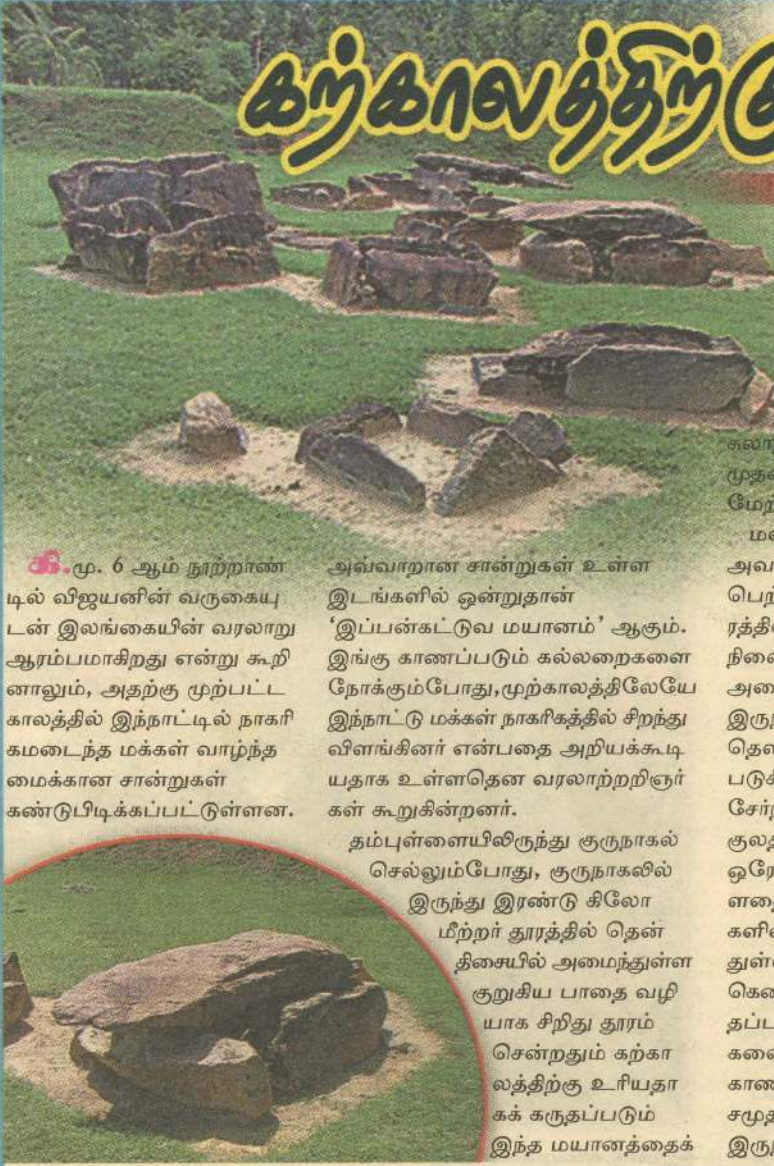 கற்காலத்திற்கு
கி.மு. 6 ஆம் நூற்றாண்
டில் விஜயனின் வருகையு
டன் இலங்கையின் வரலாறு
ஆரம்பமாகிறது என்று கூறி
னாலும், அதற்கு முற்பட்ட
காலத்தில் இந்நாட்டில் நாகரி
கமடைந்த மக்கள் வாழ்ந்த
மைக்கான சான்றுகள்
கண்டுபிடிக்கப்பட்டுள்ளன.
அவ்வாறான சான்றுகள் உள்ள
இடங்களில் ஒன்றுதான்
‘இப்பன்கட்டுவ மயானம்’ ஆகும்.
இங்கு காணப்படும் கல்லறைகளை
நோக்கும்போது,முற்காலத்திலேயே
இந்நாட்டு மக்கள் நாகரிகத்தில் சிறந்து
விளங்கினர் என்பதை அறியக்கூடி
யதாக உள்ளதென வரலாற்றறிஞர்
கள் கூறுகின்றனர்.
தம்புள்ளையிலிருந்து குருநாகல்
செல்லும்போது, குருநாகலில்
இருந்து இரண்டு கிலோ
மீற்றர் தூரத்தில் தென்
திசையில் அமைந்துள்ள
குறுகிய பாதை வழி
யாக சிறிது தூரம்
சென்றதும் கற்கா
லத்திற்கு உரியதா
கக் கருதப்படும்
இந்த மயானத்தைக்